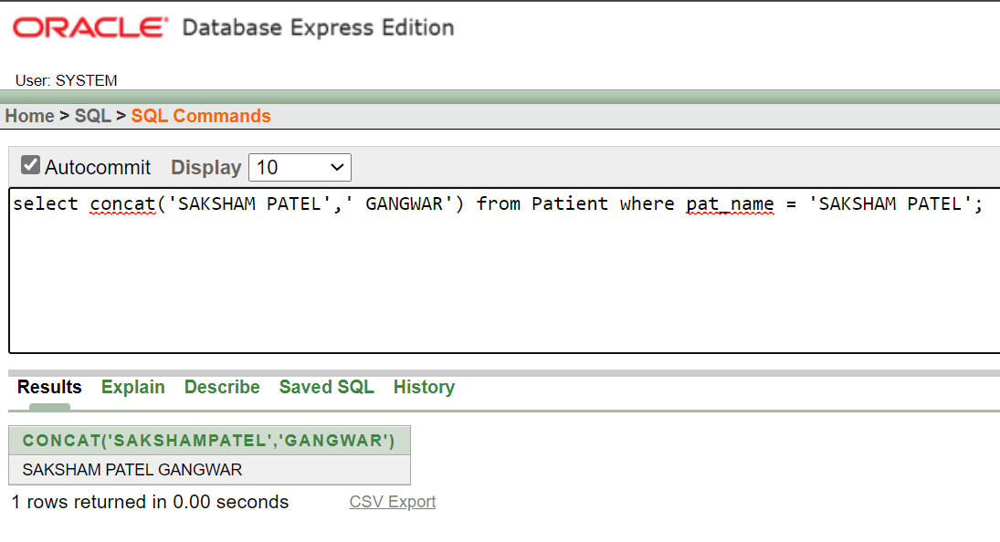 ORACLE Database Express Edition
User: SYSTEM
Home > SQL > SQL Commands
Autocommit Display 10
select concat('SAKSHAM PATEL',' GANGWAR') from Patient where pat_name = 'SAKSHAM PATEL';
Results Explain Describe Saved SQL History
CONCAT('SAKSHAMPATEL','GANGWAR')
SAKSHAM PATEL GANGWAR
1 rows returned in 0.00 seconds CSV Export